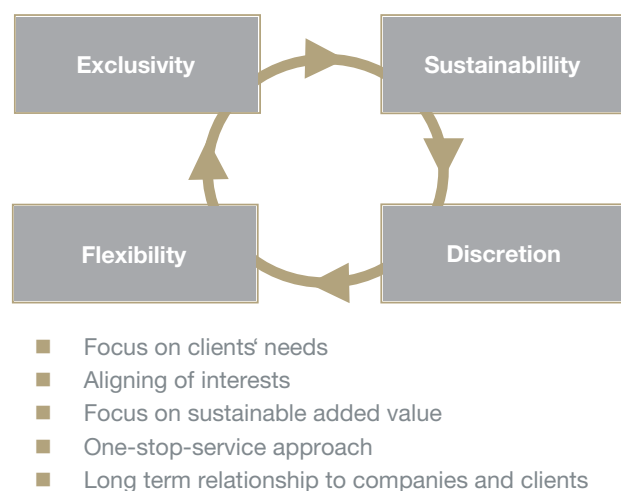 Exclusivity
Sustainablility
Flexibility
Discretion
Focus on clients‘ needs
Aligning of interests
Focus on sustainable added value
One-stop-service approach
Long term relationship to companies and clients